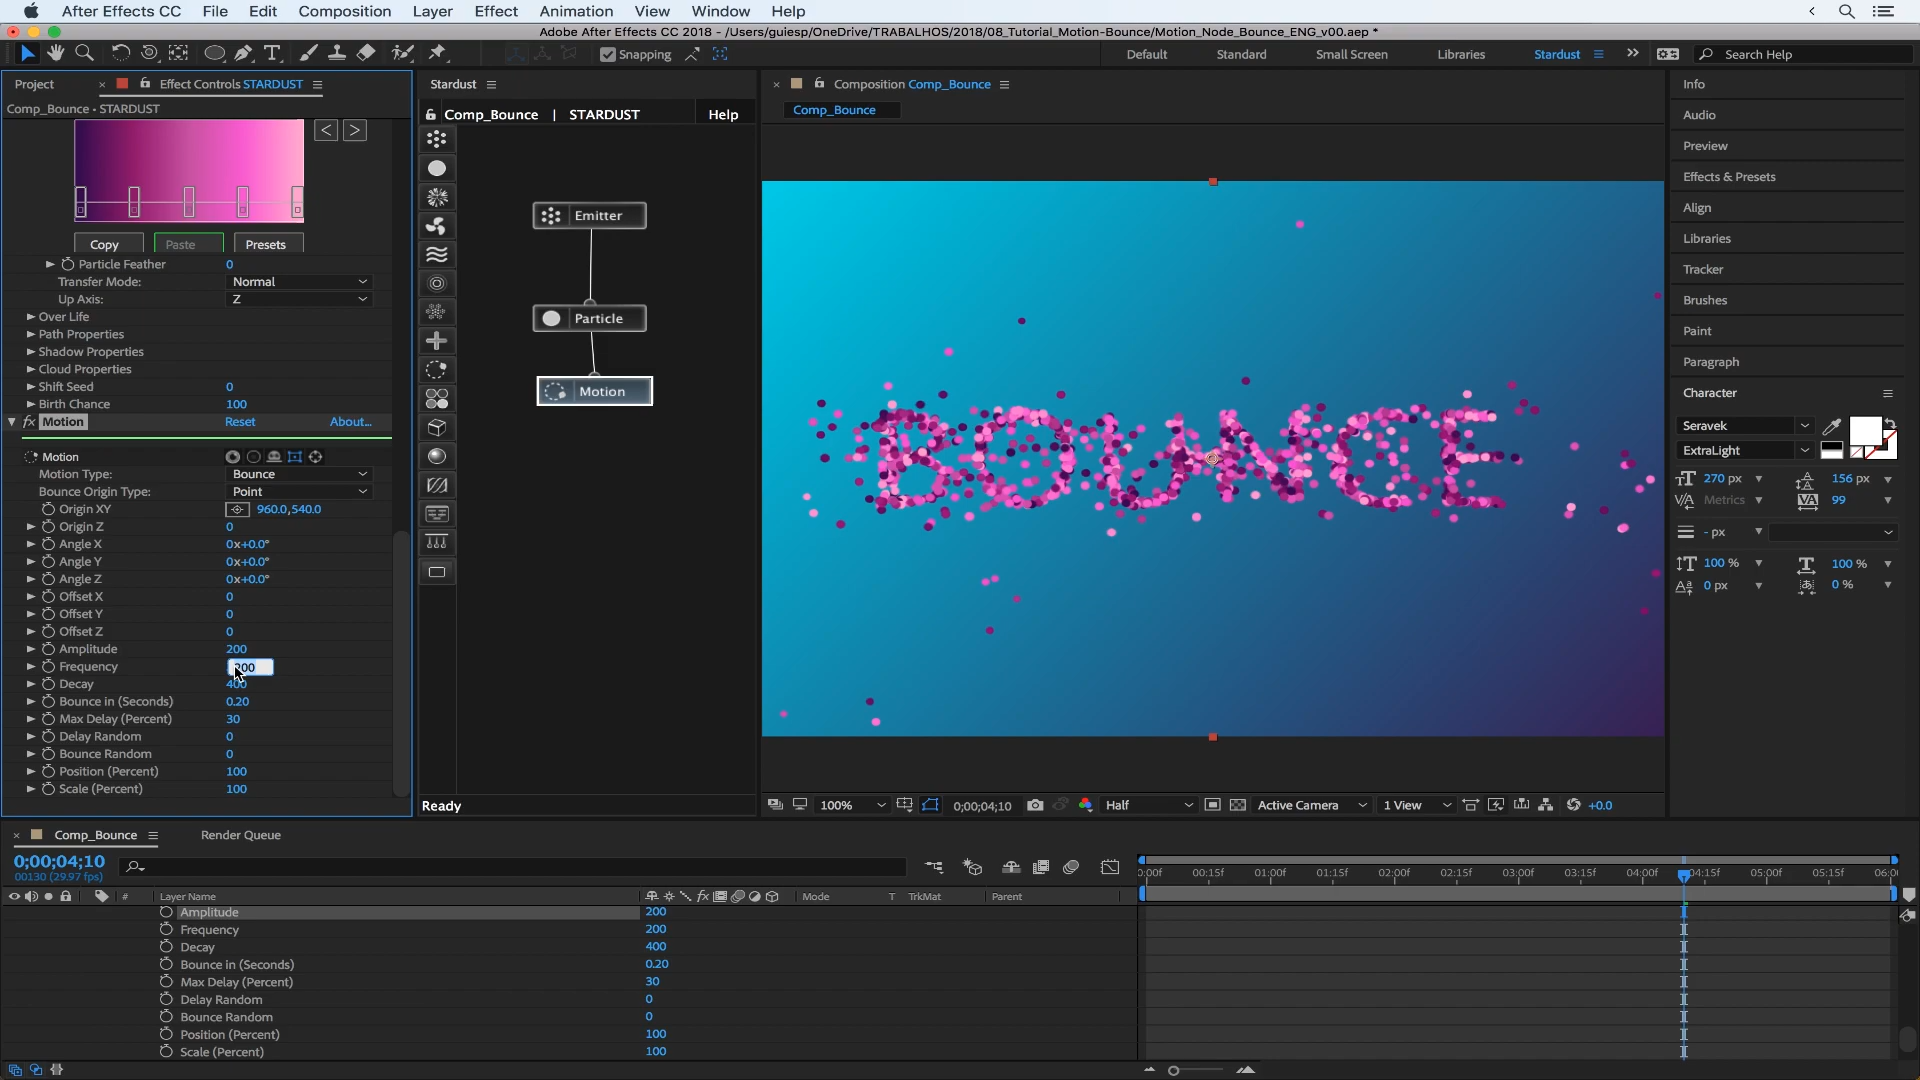 After Effects CC File Edit Composition Layer Effect Animation View Window Help
Adobe After Effects CC 2018 - /Users/guiesp/OneDrive/TRABALHOS/2018/08_Tutorial_Motion-Bounce/Motion_Node_Bounce_ENG_v00.aep *
Snapping Default Standard Small Screen Libraries Stardust Search Help
Project Effect Controls STARDUST
Comp_Bounce • STARDUST
< >
Copy Paste Presets
Particle Feather 0
Transfer Mode: Normal
Up Axis: Z
Over Life
Path Properties
Shadow Properties
Cloud Properties
Shift Seed 0
Birth Chance 100
fx Motion Reset About...
Motion
Motion Type: Bounce
Bounce Origin Type: Point
Origin XY 960.0,540.0
Origin Z 0
Angle X 0x+0.0°
Angle Y 0x+0.0°
Angle Z 0x+0.0°
Offset X 0
Offset Y 0
Offset Z 0
Amplitude 200
Frequency 200
Decay 400
Bounce in (Seconds) 0.20
Max Delay (Percent) 30
Delay Random 0
Bounce Random 0
Position (Percent) 100
Scale (Percent) 100
Stardust
Comp_Bounce | STARDUST Help
Emitter
Particle
Motion
Ready
Composition Comp_Bounce
Comp_Bounce
BOUNCE
100% 0;00;04;10 Half Active Camera 1 View +0.0
Info
Audio
Preview
Effects & Presets
Align
Libraries
Tracker
Brushes
Paint
Paragraph
Character
Seravek
ExtraLight
270 px 156 px
Metrics 99
- px
100 % 100 %
0 px 0 %
Comp_Bounce Render Queue
0;00;04;10
00130 (29.97 fps)
# Layer Name fx Mode T TrkMat Parent
:00f 00:15f 01:00f 01:15f 02:00f 02:15f 03:00f 03:15f 04:00f 04:15f 05:00f 05:15f 06:0
Amplitude 200
Frequency 200
Decay 400
Bounce in (Seconds) 0.20
Max Delay (Percent) 30
Delay Random 0
Bounce Random 0
Position (Percent) 100
Scale (Percent) 100